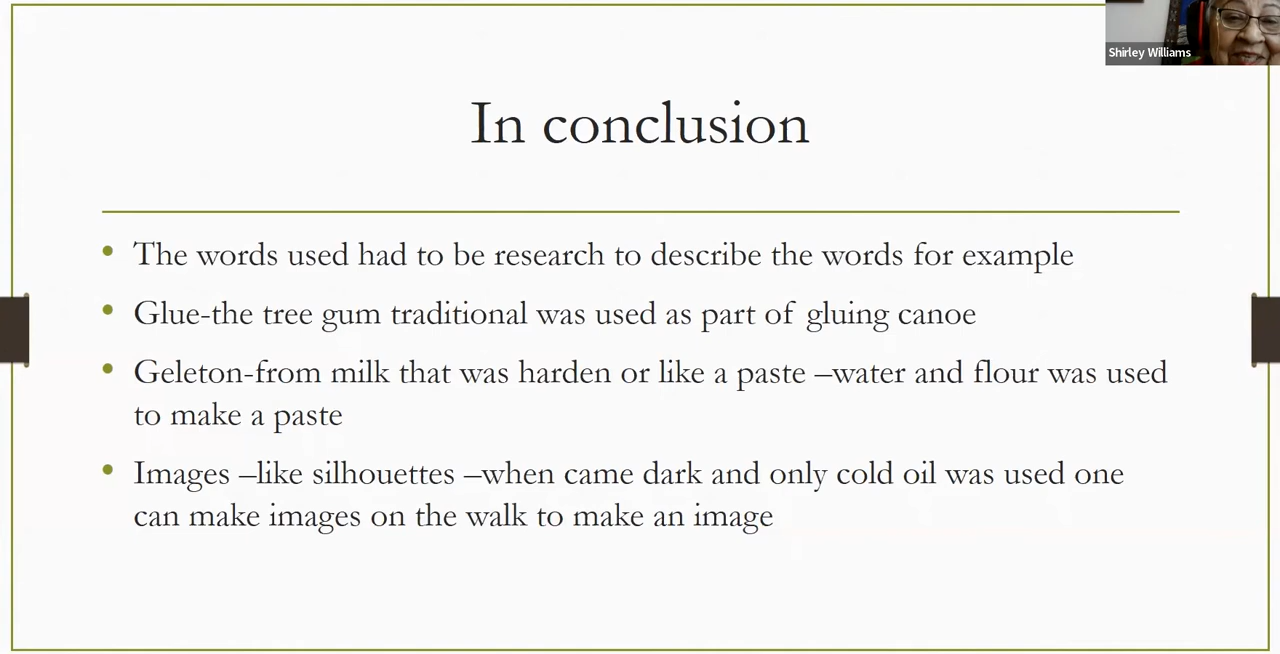 Shirley Williams
In conclusion
• The words used had to be research to describe the words for example
• Glue-the tree gum traditional was used as part of gluing canoe
• Geleton-from milk that was harden or like a paste –water and flour was used
to make a paste
• Images –like silhouettes –when came dark and only cold oil was used one
can make images on the walk to make an image